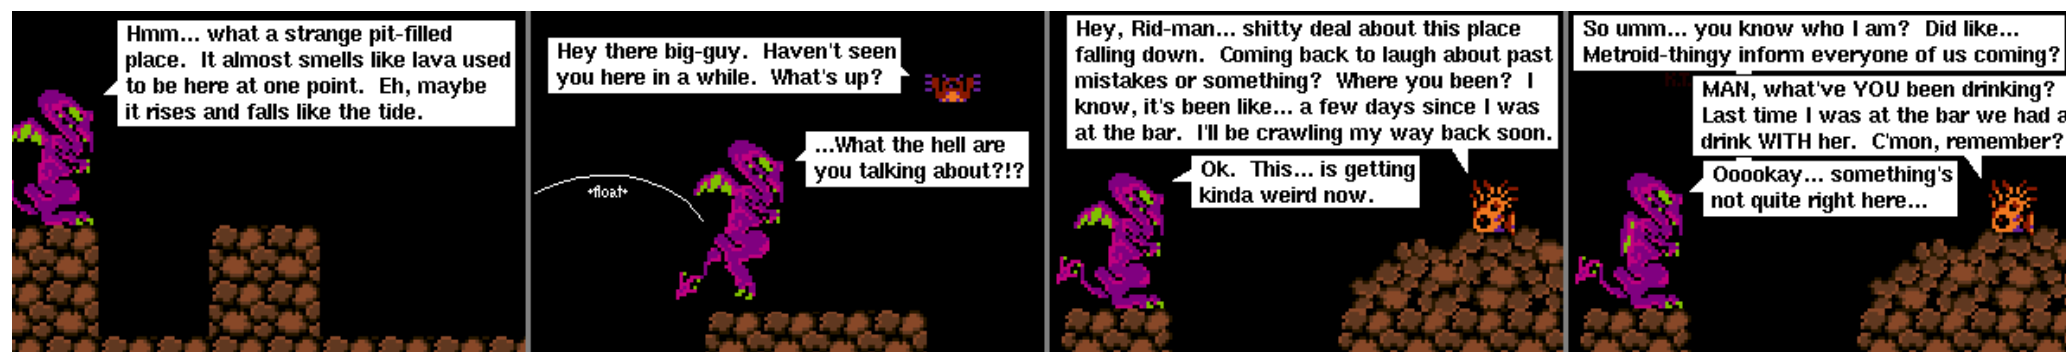 Hmm... what a strange pit-filled
place.  It almost smells like lava used
to be here at one point.  Eh, maybe
it rises and falls like the tide.
Hey there big-guy.  Haven't seen
you here in a while.  What's up?
...What the hell are
you talking about?!?
*float*
Hey, Rid-man... shitty deal about this place
falling down.  Coming back to laugh about past
mistakes or something?  Where you been?  I
know, it's been like... a few days since I was
at the bar.  I'll be crawling my way back soon.
Ok.  This... is getting
kinda weird now.
So umm... you know who I am?  Did like...
Metroid-thingy inform everyone of us coming?
MAN, what've YOU been drinking?
Last time I was at the bar we had a
drink WITH her.  C'mon, remember?
Ooookay... something's
not quite right here...